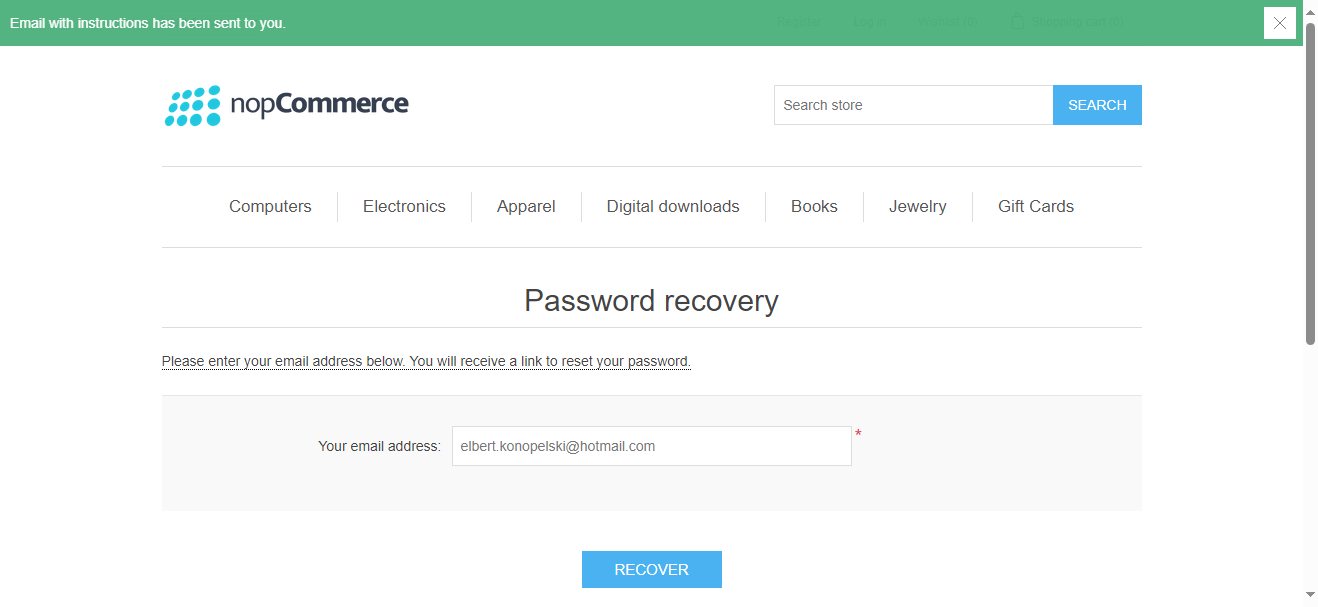 Email with instructions has been sent to you.
Register Log in Wishlist (0) Shopping cart (0)
nopCommerce
Search store SEARCH
Computers Electronics Apparel Digital downloads Books Jewelry Gift Cards
Password recovery
Please enter your email address below. You will receive a link to reset your password.
Your email address: elbert.konopelski@hotmail.com *
RECOVER